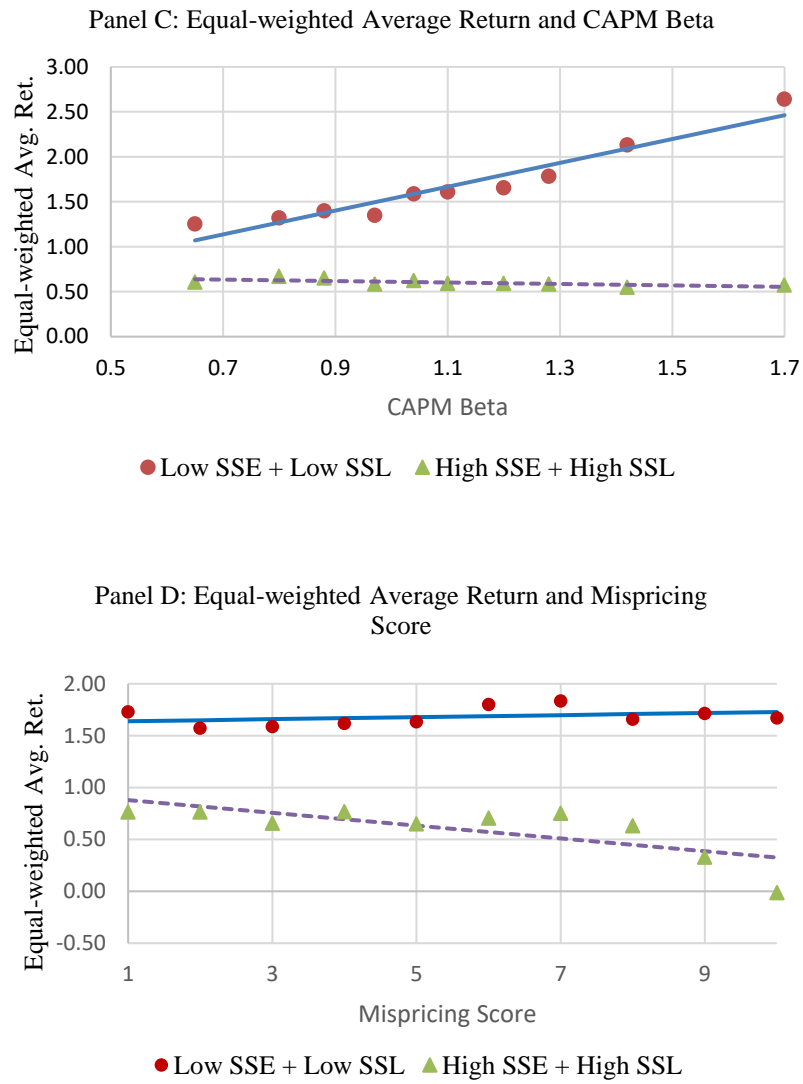 Panel C: Equal-weighted Average Return and CAPM Beta
Equal-weighted Avg. Ret.
3.00
2.50
2.00
1.50
1.00
0.50
0.00
0.5 0.7 0.9 1.1 1.3 1.5 1.7
CAPM Beta
Low SSE + Low SSL High SSE + High SSL
Panel D: Equal-weighted Average Return and Mispricing
Score
Equal-weighted Avg. Ret.
2.00
1.50
1.00
0.50
0.00
-0.50
1 3 5 7 9
Mispricing Score
Low SSE + Low SSL High SSE + High SSL